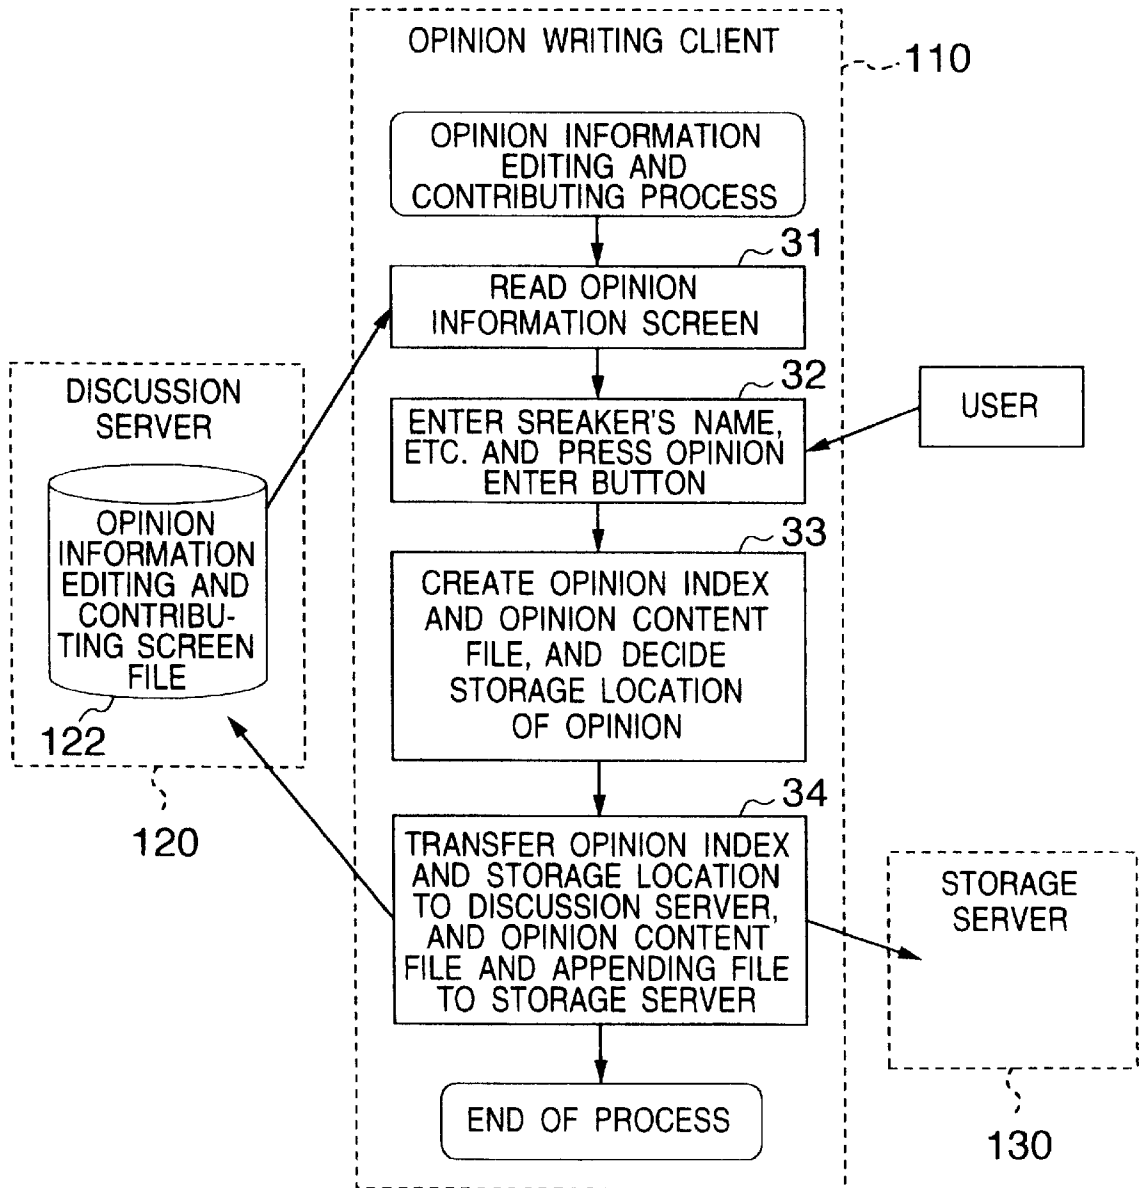 OPINION WRITING CLIENT
110
OPINION INFORMATION
EDITING AND
CONTRIBUTING PROCESS
31
READ OPINION
INFORMATION SCREEN
32
ENTER SREAKER'S NAME,
ETC. AND PRESS OPINION
ENTER BUTTON
USER
DISCUSSION
SERVER
OPINION
INFORMATION
EDITING AND
CONTRIBU-
TING SCREEN
FILE
122
120
33
CREATE OPINION INDEX
AND OPINION CONTENT
FILE, AND DECIDE
STORAGE LOCATION
OF OPINION
34
TRANSFER OPINION INDEX
AND STORAGE LOCATION
TO DISCUSSION SERVER,
AND OPINION CONTENT
FILE AND APPENDING FILE
TO STORAGE SERVER
STORAGE
SERVER
130
END OF PROCESS